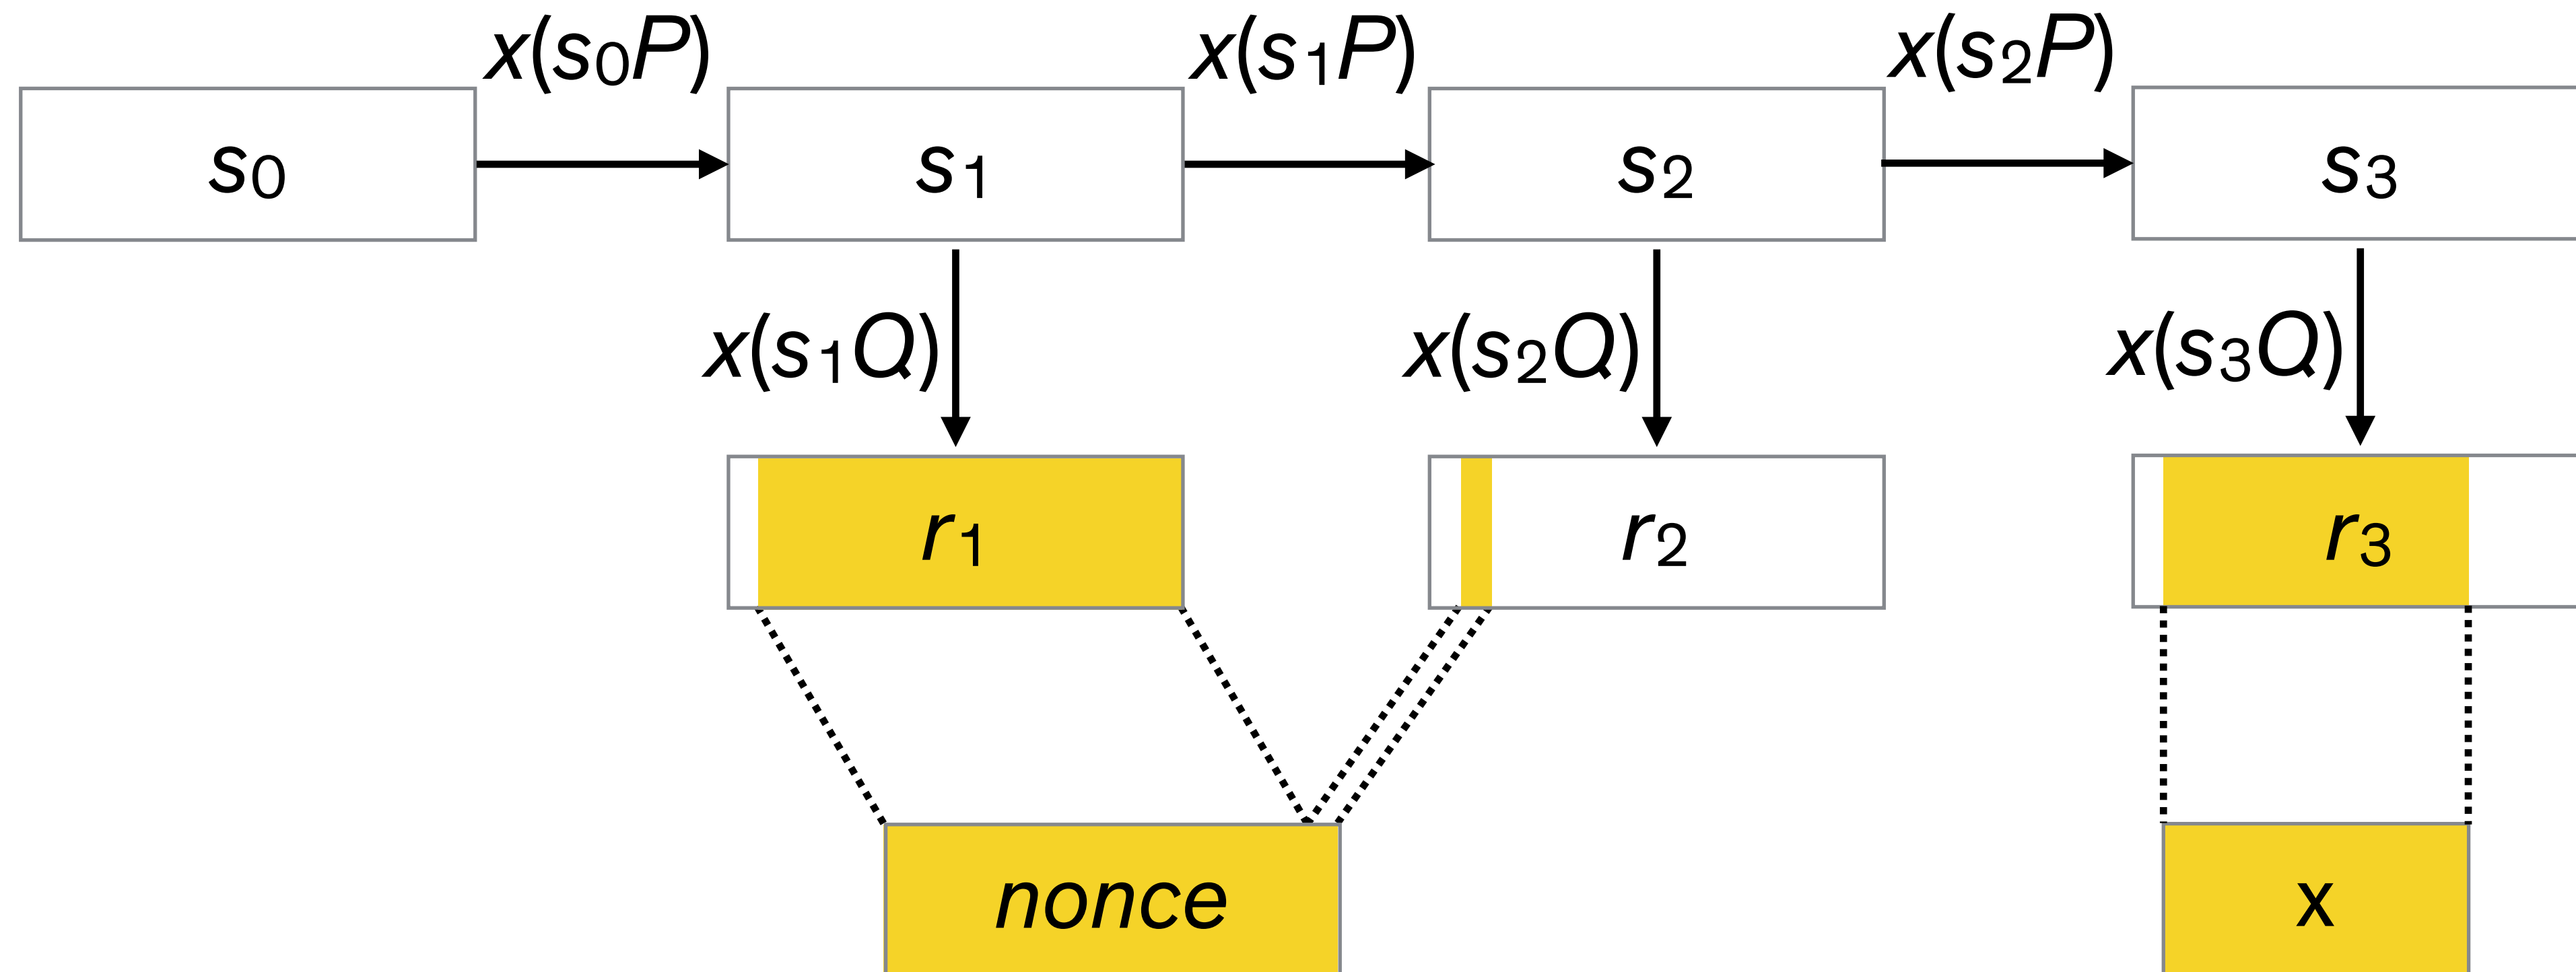 x(s₀P) x(s₁P) x(s₂P)
s₀ s₁ s₂ s₃
x(s₁Q) x(s₂Q) x(s₃Q)
r₁ r₂ r₃
nonce x